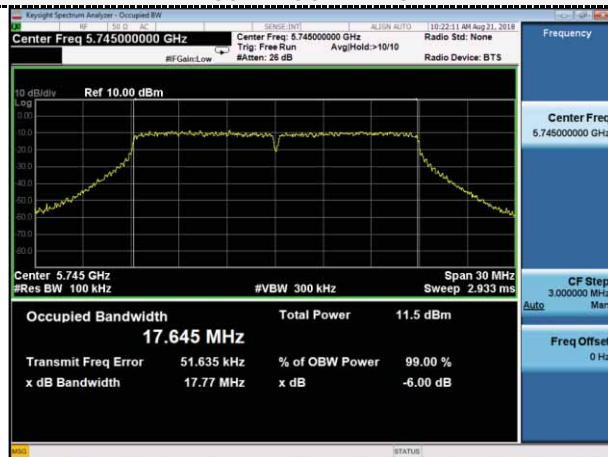 Keysight Spectrum Analyzer - Occupied BW
RF 50 Ω AC SENSE:INT ALIGN AUTO 10:22:11 AM Aug 21, 2018
Center Freq 5.745000000 GHz
Center Freq: 5.745000000 GHz
Radio Std: None
Trig: Free Run Avg|Hold:>10/10
#IFGain:Low #Atten: 26 dB Radio Device: BTS
10 dB/div Ref 10.00 dBm
Log
0.00
10.0
20.0
30.0
40.0
50.0
60.0
70.0
80.0
Center 5.745 GHz Span 30 MHz
#Res BW 100 kHz #VBW 300 kHz Sweep 2.933 ms
Occupied Bandwidth Total Power 11.5 dBm
17.645 MHz
Transmit Freq Error 51.635 kHz % of OBW Power 99.00 %
x dB Bandwidth 17.77 MHz x dB -6.00 dB
MSG STATUS
Frequency
Center Freq
5.745000000 GHz
CF Step
3.000000 MHz
Auto Man
Freq Offset
0 Hz